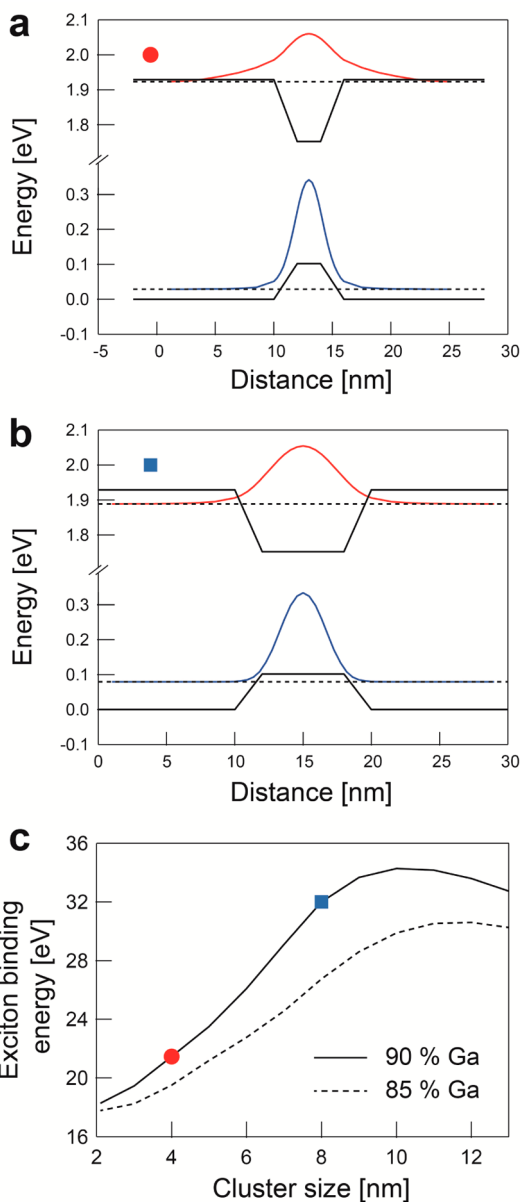 a
2.1
2.0
1.9
1.8
0.3
0.2
0.1
0.0
-0.1
Energy [eV]
-5 0 5 10 15 20 25 30
Distance [nm]
b
2.1
2.0
1.9
1.8
0.3
0.2
0.1
0.0
-0.1
Energy [eV]
0 5 10 15 20 25 30
Distance [nm]
c
36
32
28
24
20
16
Exciton binding
energy [eV]
90 % Ga
85 % Ga
2 4 6 8 10 12
Cluster size [nm]